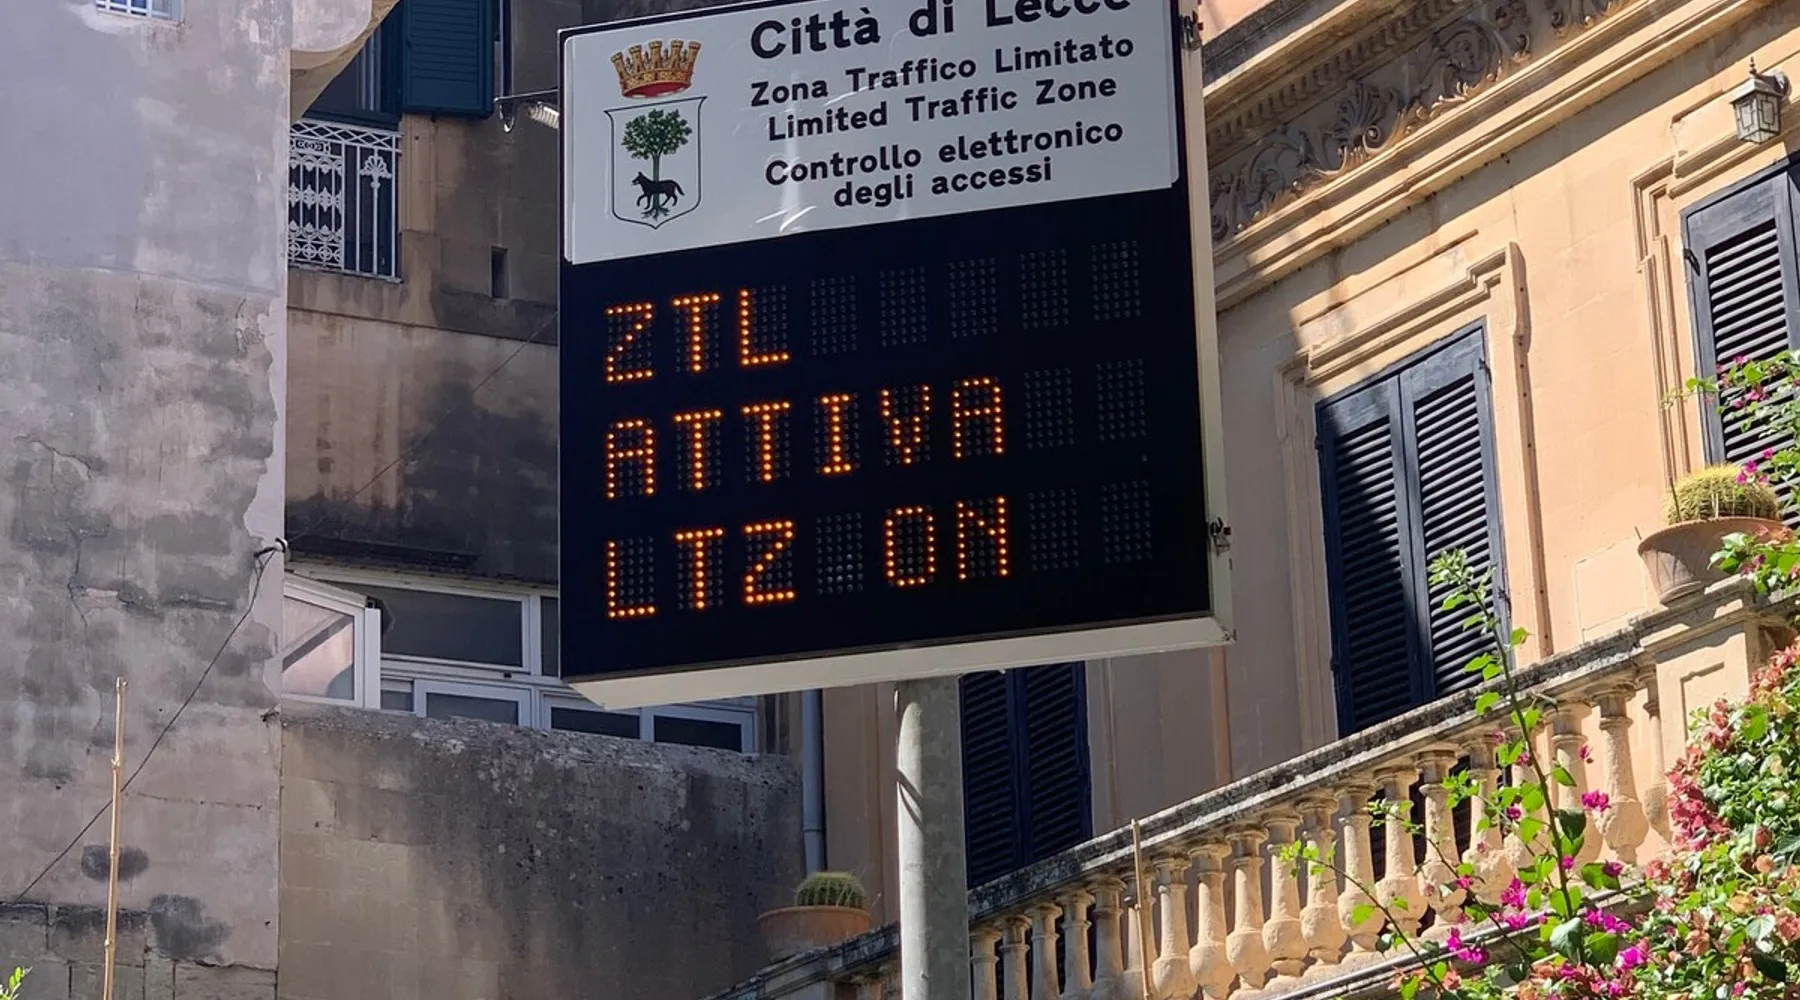 Città di Lecce
Zona Traffico Limitato
Limited Traffic Zone
Controllo elettronico
degli accessi
ZTL
ATTIVA
LTZ ON